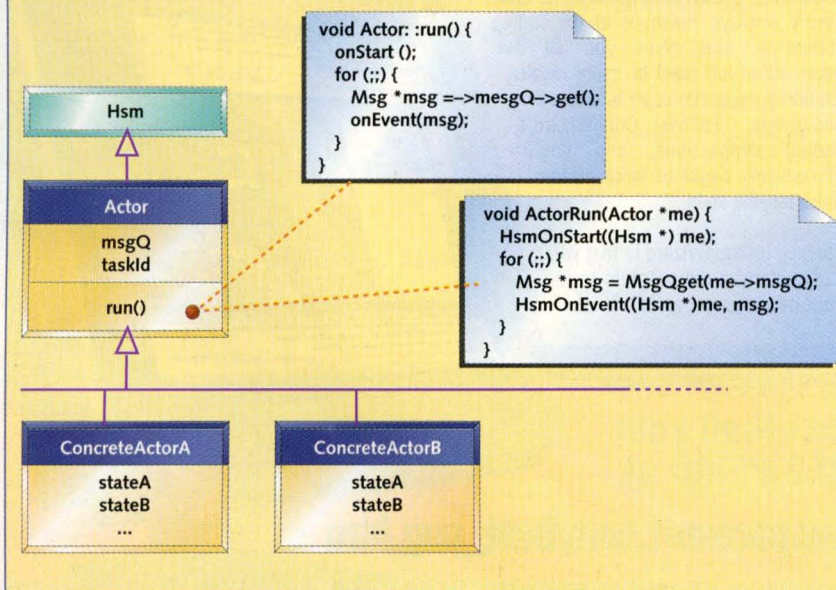 void Actor: :run() {
onStart ();
for (;;) {
Msg *msg =–>mesgQ–>get();
onEvent(msg);
}
}
Hsm
Actor
msgQ
taskId
run()
void ActorRun(Actor *me) {
HsmOnStart((Hsm *) me);
for (;;) {
Msg *msg = MsgQget(me–>msgQ);
HsmOnEvent((Hsm *)me, msg);
}
}
ConcreteActorA
stateA
stateB
...
ConcreteActorB
stateA
stateB
...